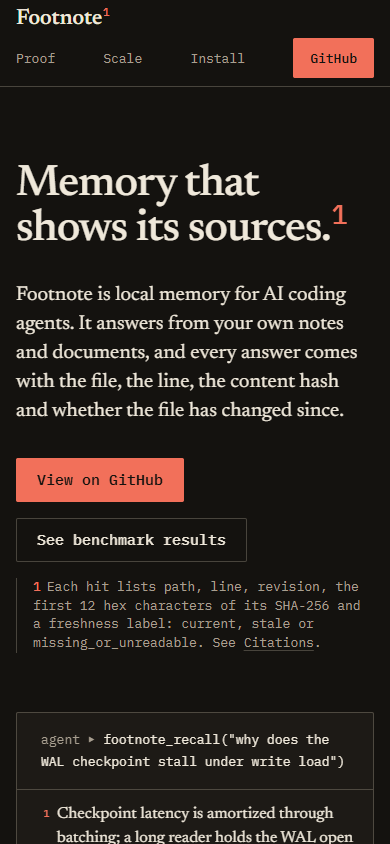 Footnote1
Proof Scale Install GitHub
Memory that
shows its sources.1
Footnote is local memory for AI coding
agents. It answers from your own notes
and documents, and every answer comes
with the file, the line, the content hash
and whether the file has changed since.
View on GitHub
See benchmark results
1 Each hit lists path, line, revision, the
first 12 hex characters of its SHA-256 and
a freshness label: current, stale or
missing_or_unreadable. See Citations.
agent ▸ footnote_recall("why does the
WAL checkpoint stall under write load")
1 Checkpoint latency is amortized through
batching; a long reader holds the WAL open